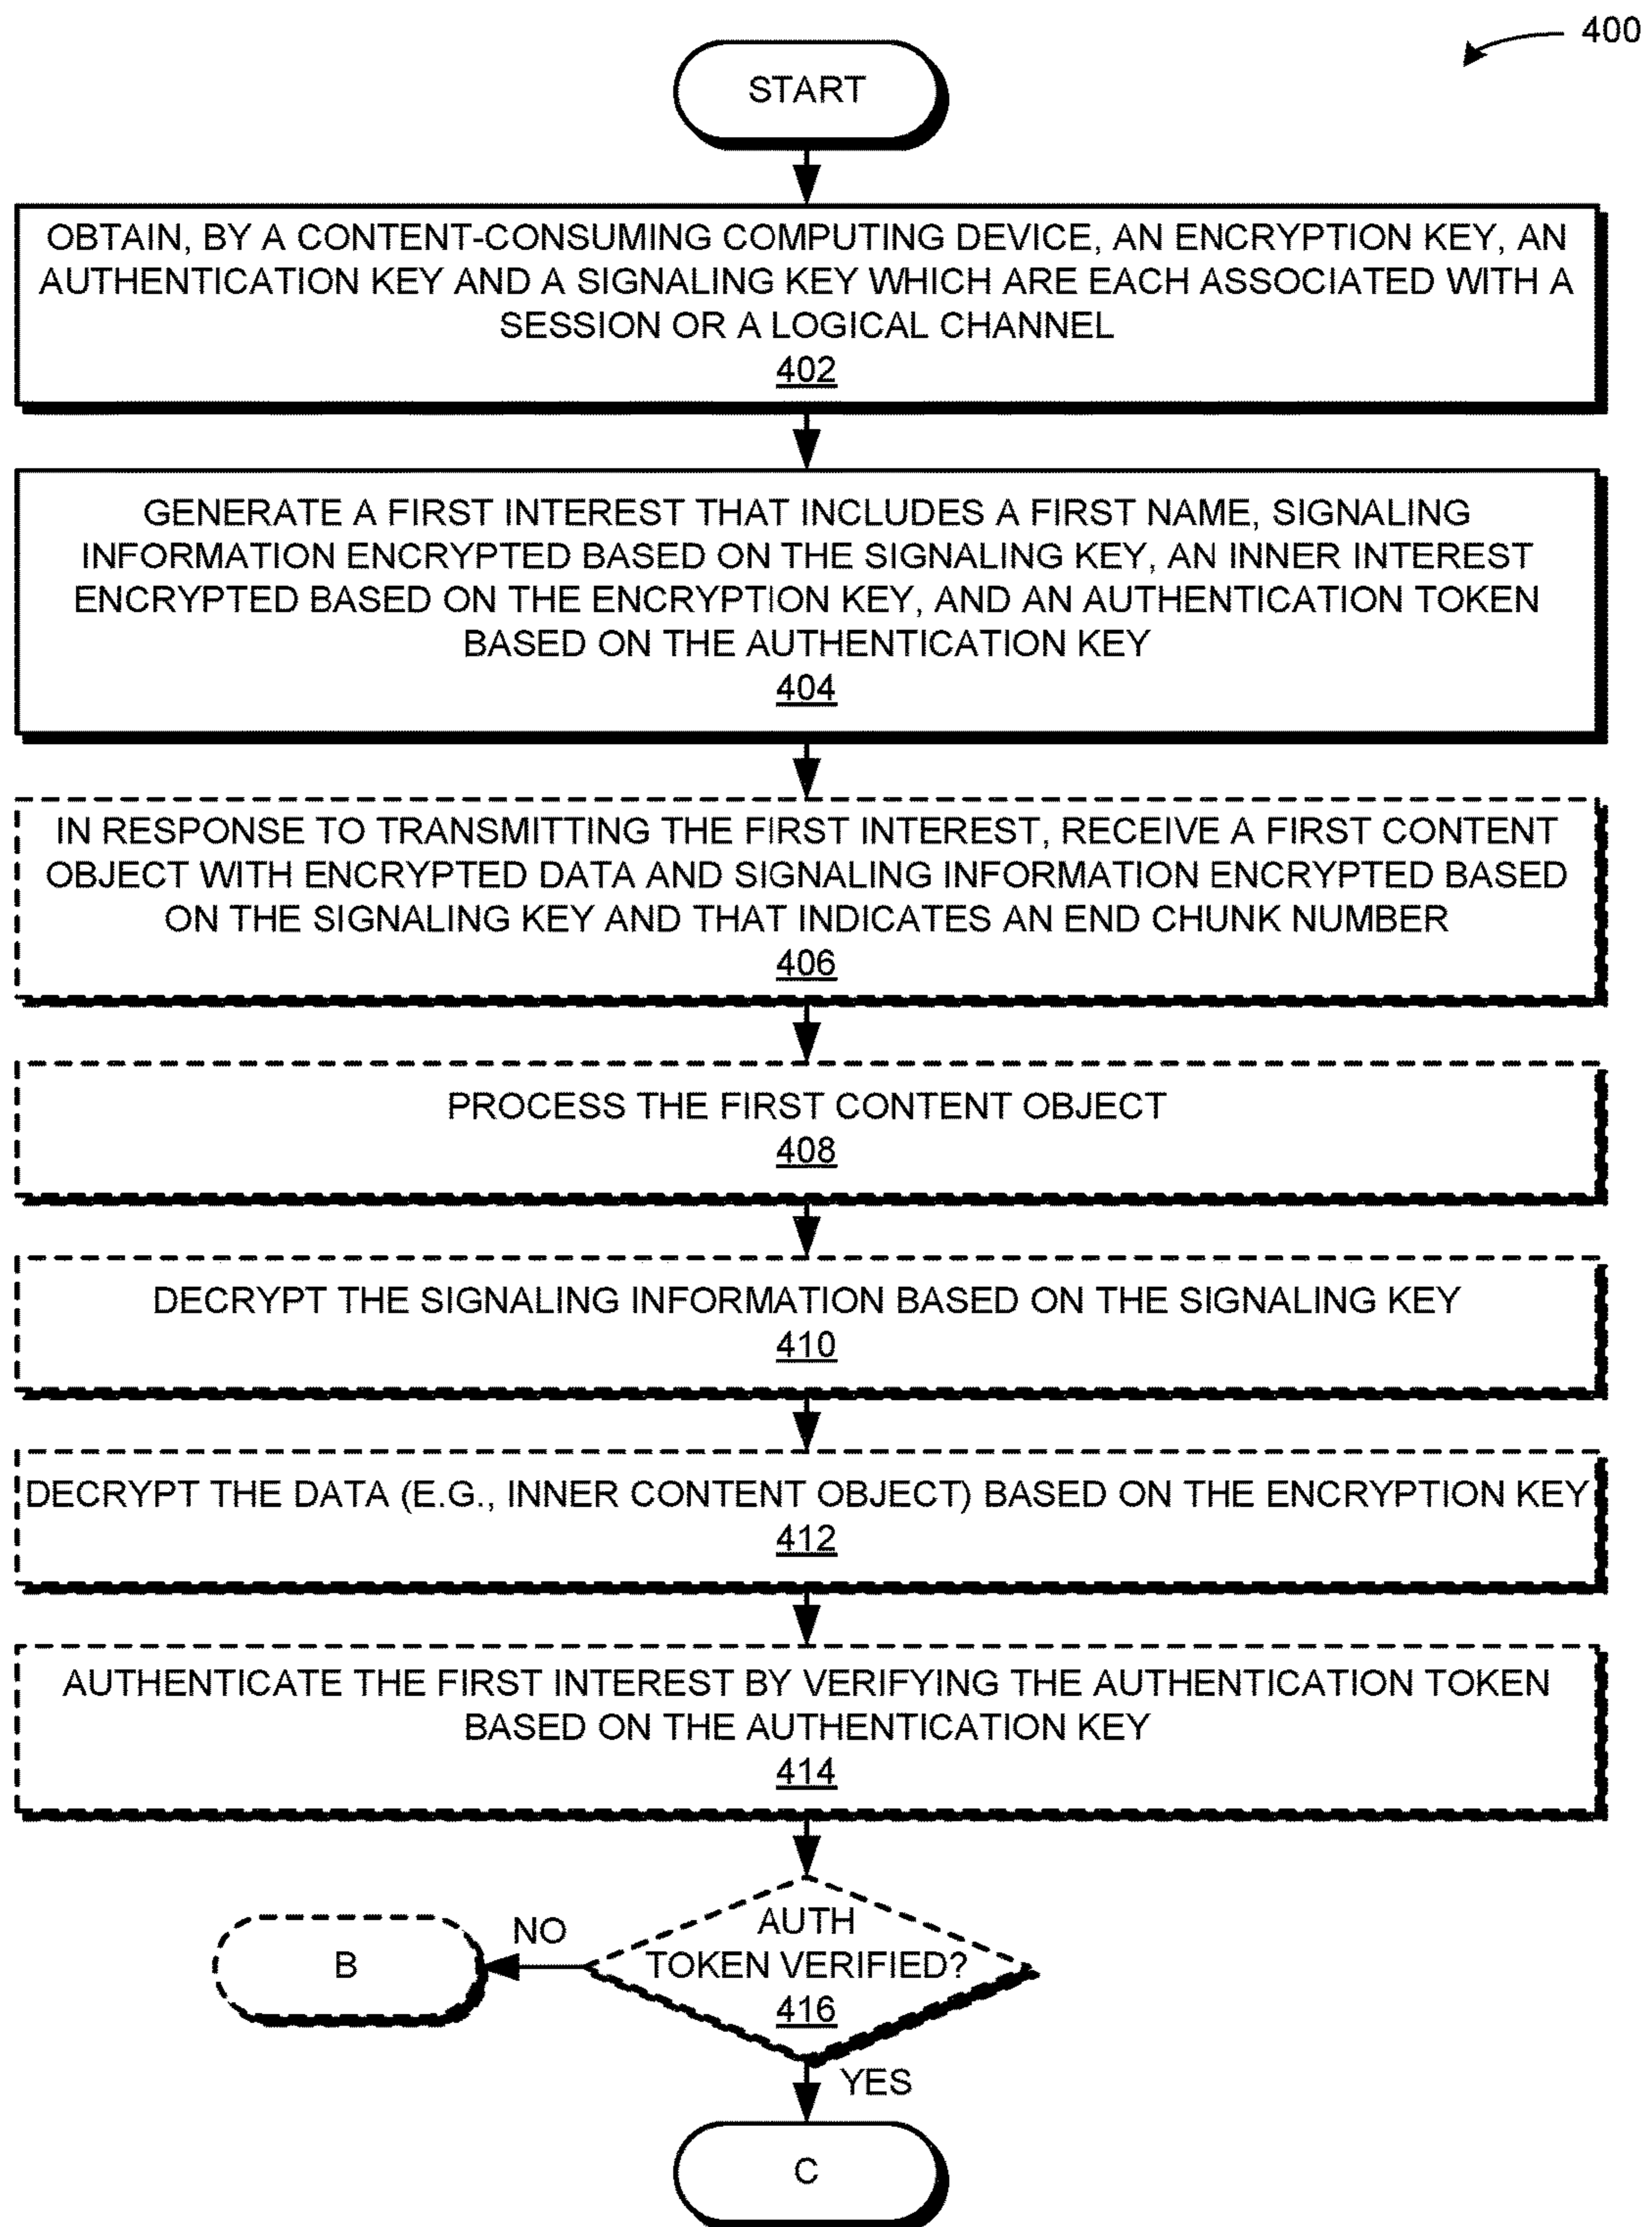 400
START
OBTAIN, BY A CONTENT-CONSUMING COMPUTING DEVICE, AN ENCRYPTION KEY, AN
AUTHENTICATION KEY AND A SIGNALING KEY WHICH ARE EACH ASSOCIATED WITH A
SESSION OR A LOGICAL CHANNEL
402
GENERATE A FIRST INTEREST THAT INCLUDES A FIRST NAME, SIGNALING
INFORMATION ENCRYPTED BASED ON THE SIGNALING KEY, AN INNER INTEREST
ENCRYPTED BASED ON THE ENCRYPTION KEY, AND AN AUTHENTICATION TOKEN
BASED ON THE AUTHENTICATION KEY
404
IN RESPONSE TO TRANSMITTING THE FIRST INTEREST, RECEIVE A FIRST CONTENT
OBJECT WITH ENCRYPTED DATA AND SIGNALING INFORMATION ENCRYPTED BASED
ON THE SIGNALING KEY AND THAT INDICATES AN END CHUNK NUMBER
406
PROCESS THE FIRST CONTENT OBJECT
408
DECRYPT THE SIGNALING INFORMATION BASED ON THE SIGNALING KEY
410
DECRYPT THE DATA (E.G., INNER CONTENT OBJECT) BASED ON THE ENCRYPTION KEY
412
AUTHENTICATE THE FIRST INTEREST BY VERIFYING THE AUTHENTICATION TOKEN
BASED ON THE AUTHENTICATION KEY
414
AUTH
TOKEN VERIFIED?
416
NO
B
YES
C